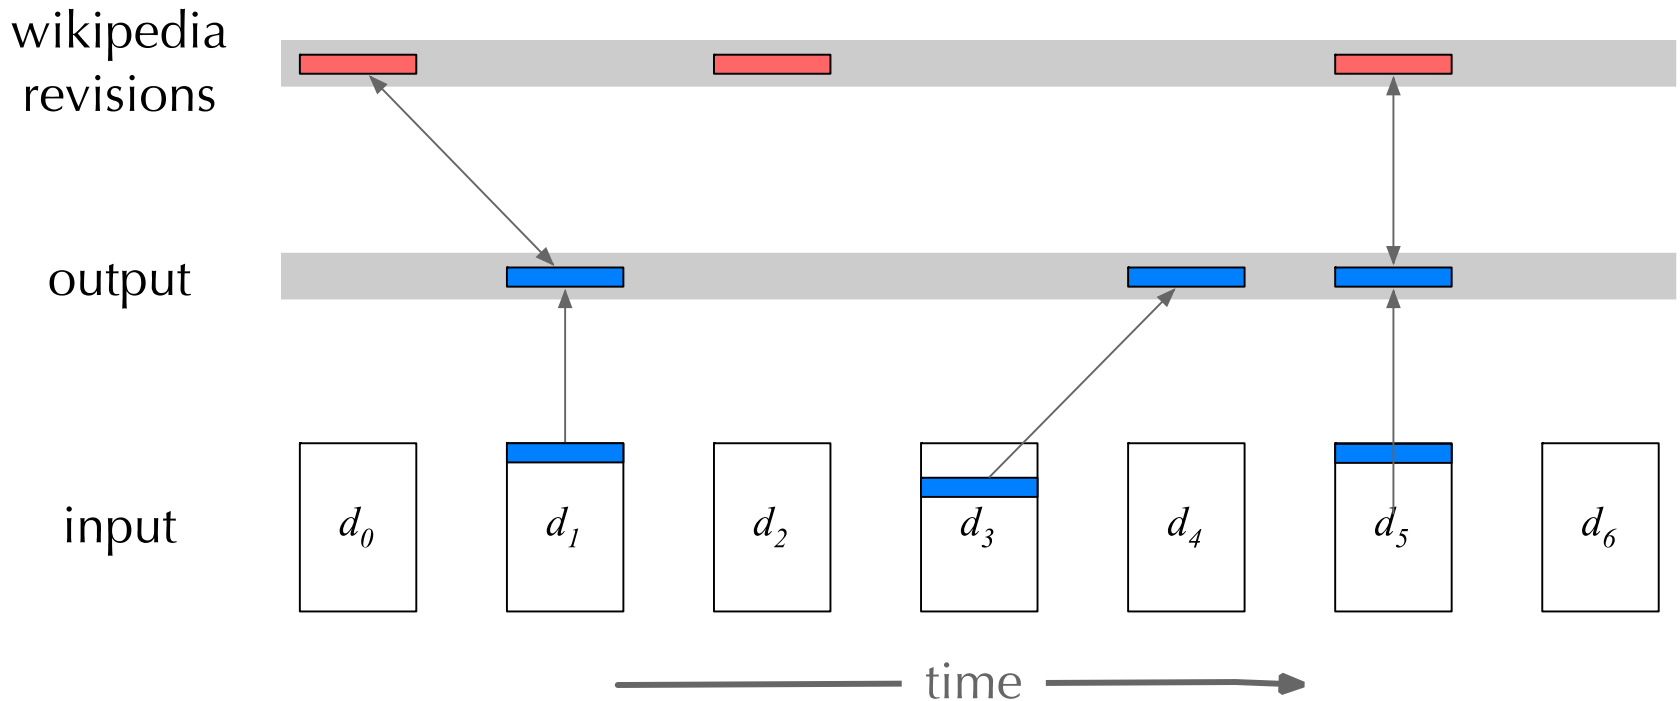 wikipedia
revisions
output
input
d0 d1 d2 d3 d4 d5 d6
time